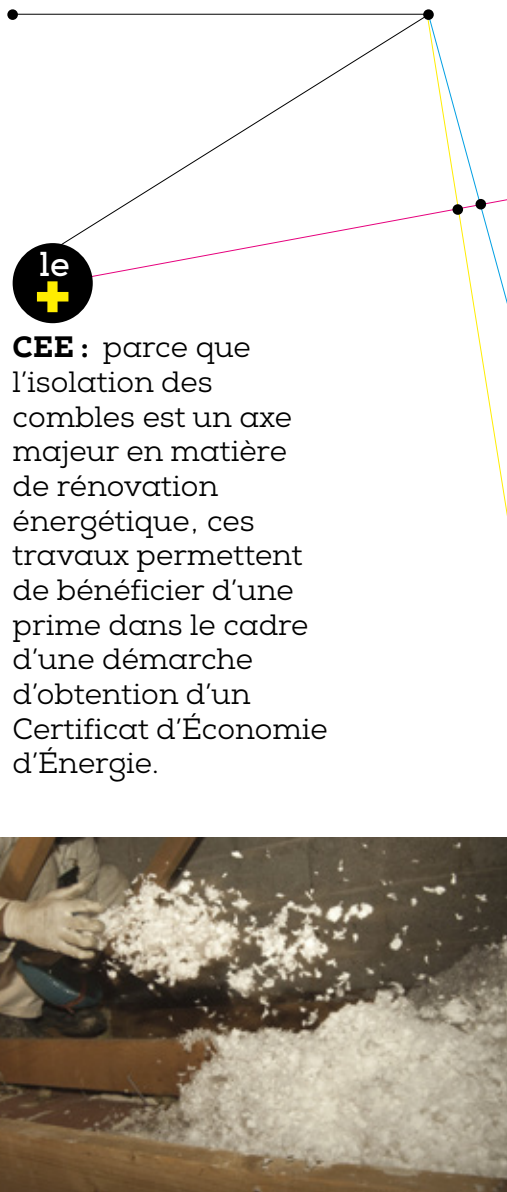 le
+
CEE : parce que
l'isolation des
combles est un axe
majeur en matière
de rénovation
énergétique, ces
travaux permettent
de bénéficier d'une
prime dans le cadre
d'une démarche
d'obtention d'un
Certificat d'Économie
d'Énergie.